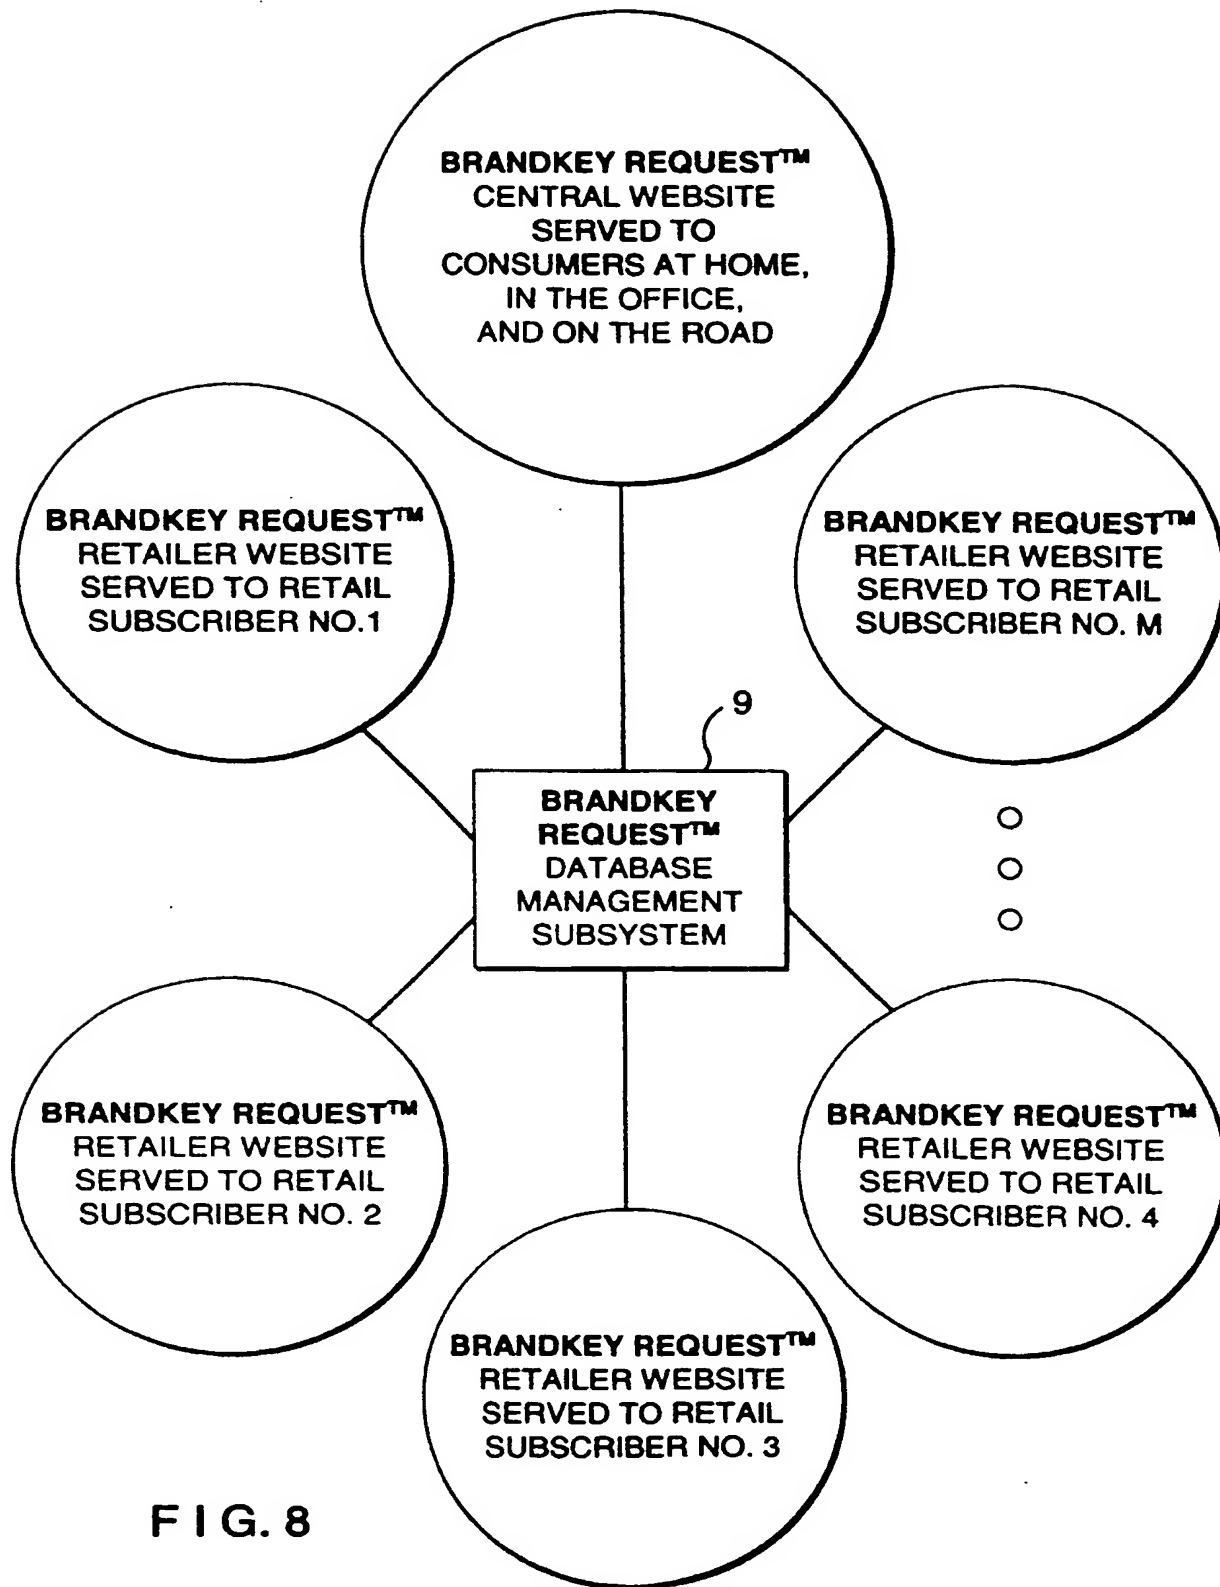 BRANDKEY REQUEST™
CENTRAL WEBSITE
SERVED TO
CONSUMERS AT HOME,
IN THE OFFICE,
AND ON THE ROAD
BRANDKEY REQUEST™
RETAILER WEBSITE
SERVED TO RETAIL
SUBSCRIBER NO.1
BRANDKEY REQUEST™
RETAILER WEBSITE
SERVED TO RETAIL
SUBSCRIBER NO. M
9
BRANDKEY
REQUEST™
DATABASE
MANAGEMENT
SUBSYSTEM
BRANDKEY REQUEST™
RETAILER WEBSITE
SERVED TO RETAIL
SUBSCRIBER NO. 2
BRANDKEY REQUEST™
RETAILER WEBSITE
SERVED TO RETAIL
SUBSCRIBER NO. 4
BRANDKEY REQUEST™
RETAILER WEBSITE
SERVED TO RETAIL
SUBSCRIBER NO. 3
FIG. 8